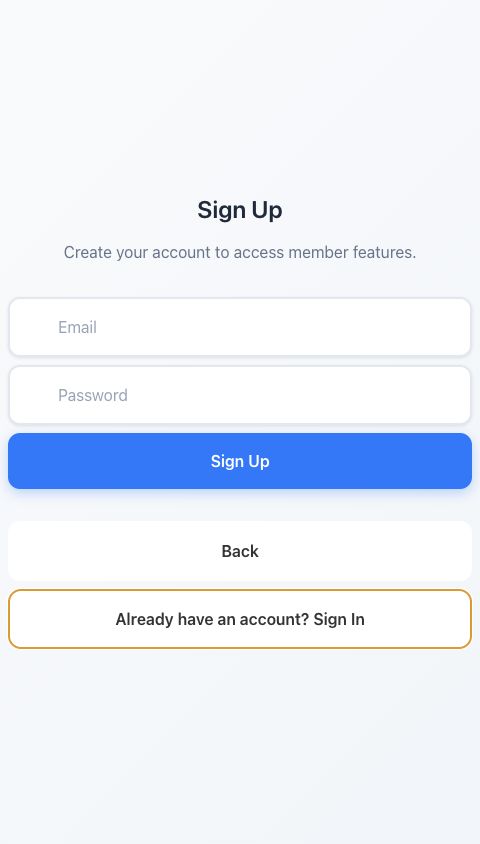 Sign Up
Create your account to access member features.
Email
Password
Sign Up
Back
Already have an account? Sign In